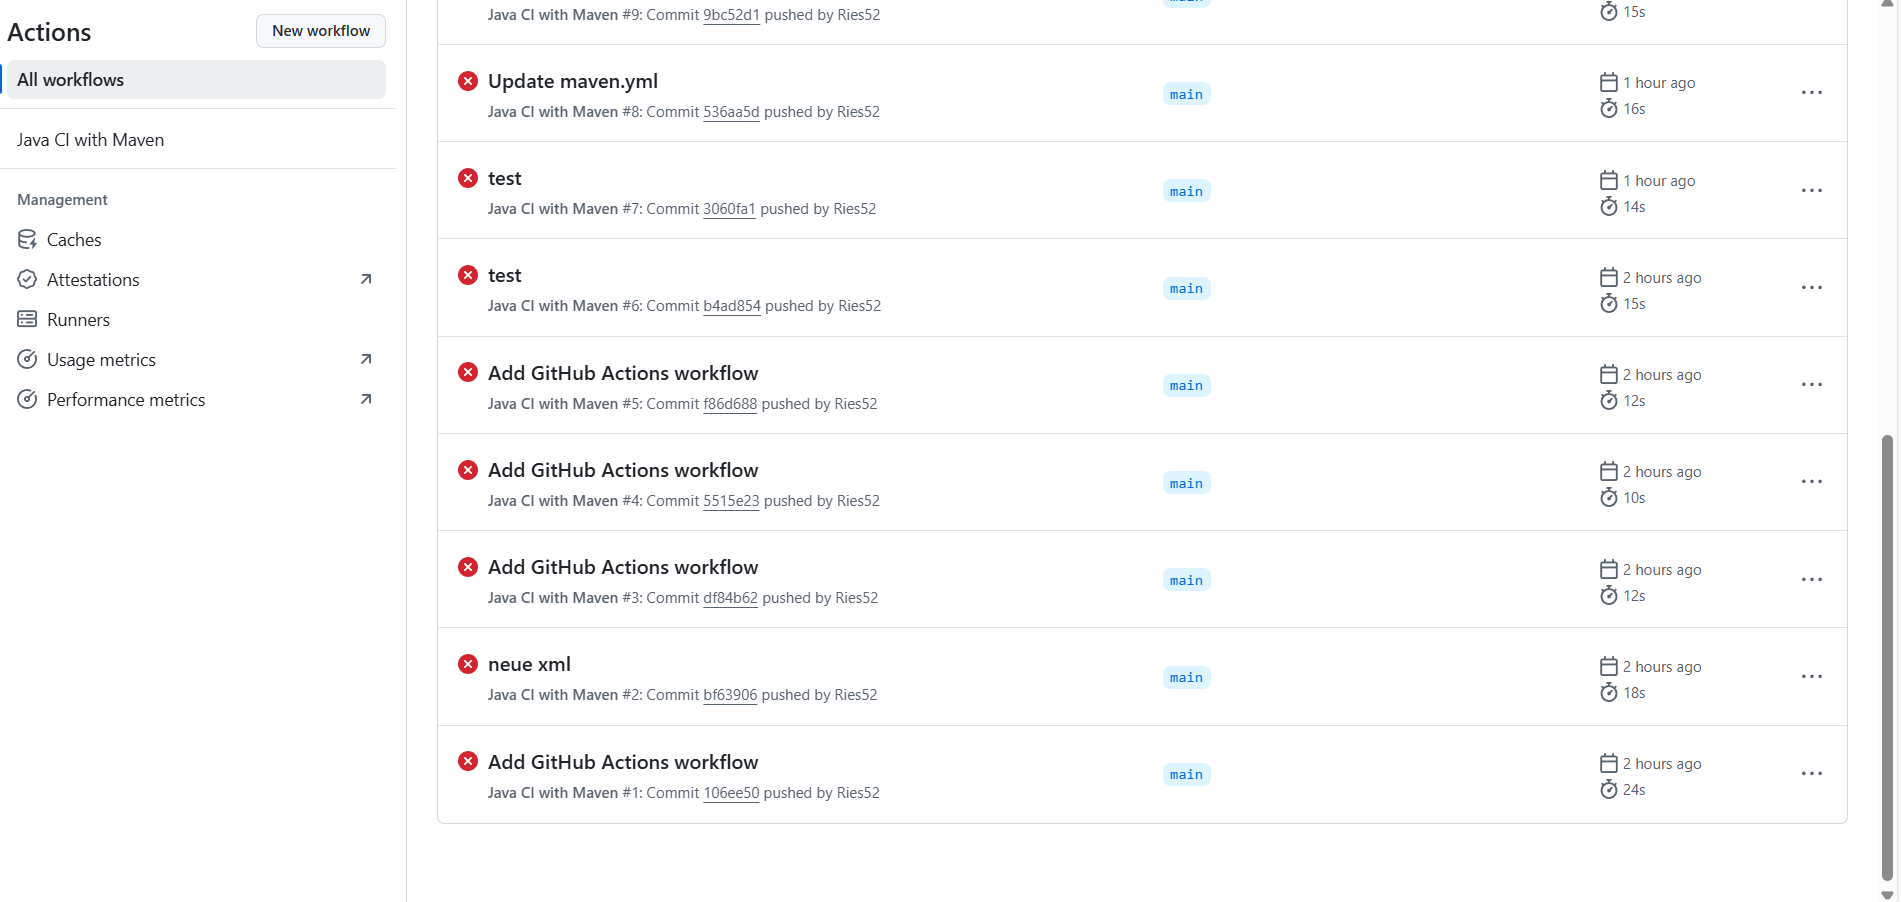 Actions
New workflow
All workflows
Java CI with Maven
Management
Caches
Attestations
Runners
Usage metrics
Performance metrics
Java CI with Maven #9: Commit 9bc52d1 pushed by Ries52
main
15s
Update maven.yml
Java CI with Maven #8: Commit 536aa5d pushed by Ries52
main
1 hour ago
16s
test
Java CI with Maven #7: Commit 3060fa1 pushed by Ries52
main
1 hour ago
14s
test
Java CI with Maven #6: Commit b4ad854 pushed by Ries52
main
2 hours ago
15s
Add GitHub Actions workflow
Java CI with Maven #5: Commit f86d688 pushed by Ries52
main
2 hours ago
12s
Add GitHub Actions workflow
Java CI with Maven #4: Commit 5515e23 pushed by Ries52
main
2 hours ago
10s
Add GitHub Actions workflow
Java CI with Maven #3: Commit df84b62 pushed by Ries52
main
2 hours ago
12s
neue xml
Java CI with Maven #2: Commit bf63906 pushed by Ries52
main
2 hours ago
18s
Add GitHub Actions workflow
Java CI with Maven #1: Commit 106ee50 pushed by Ries52
main
2 hours ago
24s